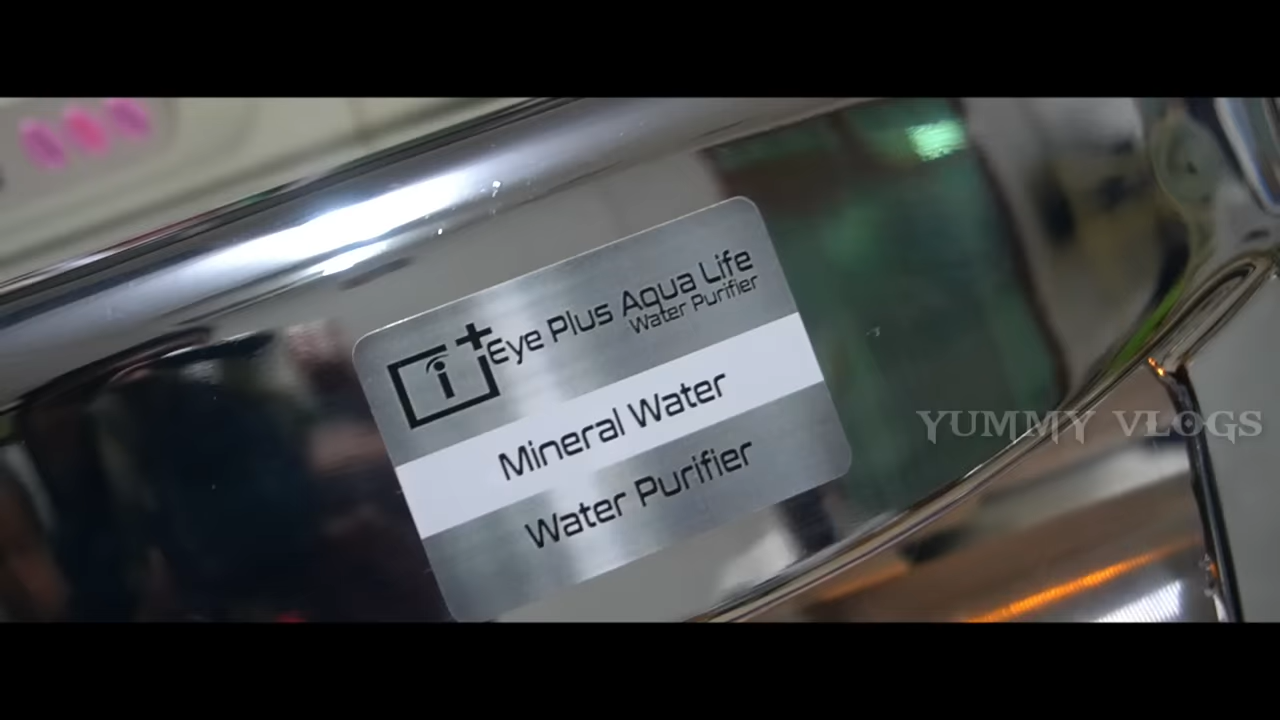 i+ Eye Plus Aqua Life
Water Purifier
Mineral Water
Water Purifier
YUMMY VLOGS